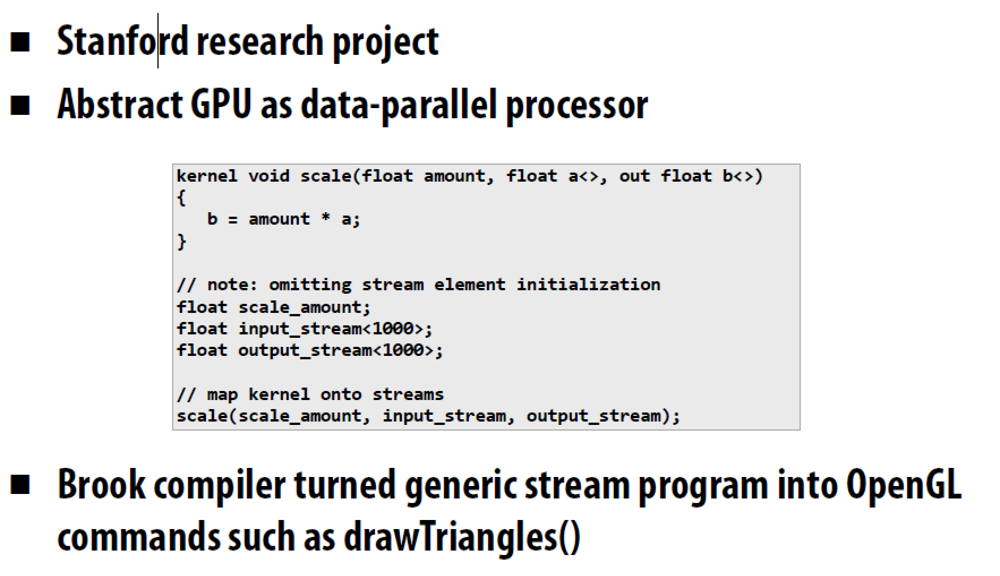 ■ Stanford research project
■ Abstract GPU as data-parallel processor
kernel void scale(float amount, float a<>, out float b<>)
{
   b = amount * a;
}
// note: omitting stream element initialization
float scale_amount;
float input_stream<1000>;
float output_stream<1000>;
// map kernel onto streams
scale(scale_amount, input_stream, output_stream);
■ Brook compiler turned generic stream program into OpenGL
commands such as drawTriangles()